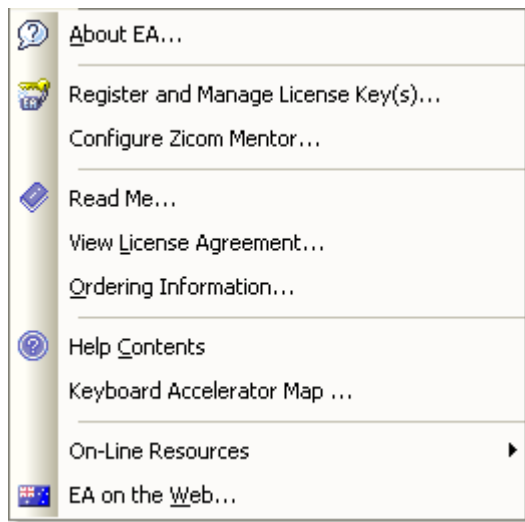 About EA...
Register and Manage License Key(s)...
Configure Zicom Mentor...
Read Me...
View License Agreement...
Ordering Information...
Help Contents
Keyboard Accelerator Map ...
On-Line Resources
EA on the Web...